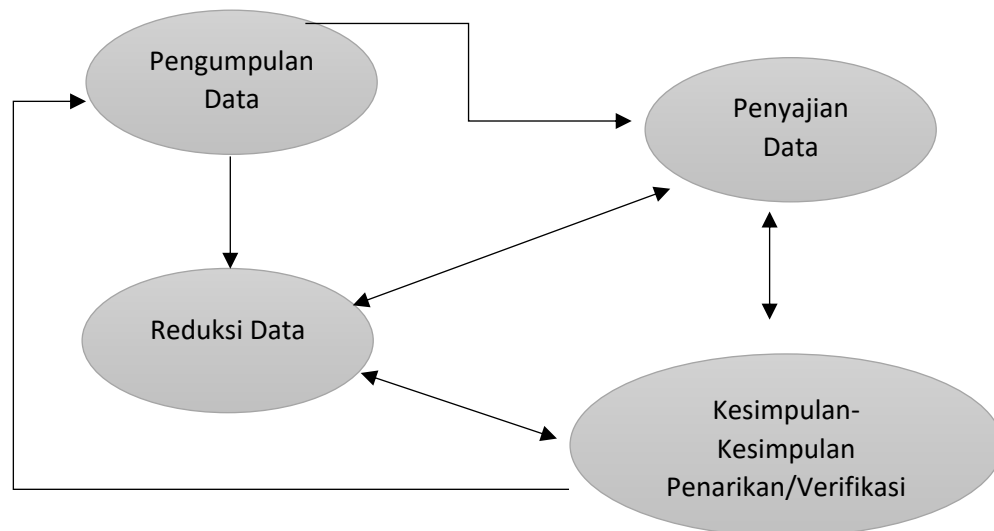 Pengumpulan
Data
Penyajian
Data
Reduksi Data
Kesimpulan-
Kesimpulan
Penarikan/Verifikasi